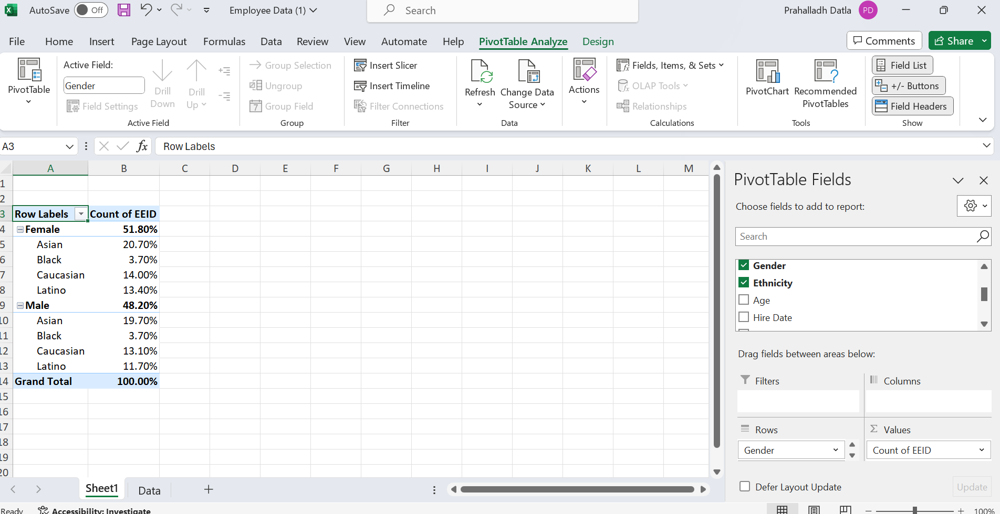 AutoSave Off Employee Data (1) Search Prahalladh Datla PD
File Home Insert Page Layout Formulas Data Review View Automate Help PivotTable Analyze Design Comments Share
PivotTable
Active Field:
Gender
Field Settings
Drill
Down
Drill
Up
Active Field
Group Selection
Ungroup
7 Group Field
Group
Insert Slicer
Insert Timeline
Filter Connections
Filter
Refresh
Change Data
Source
Data
Actions
Fields, Items, & Sets
OLAP Tools
Relationships
Calculations
PivotChart
Recommended
PivotTables
Tools
Field List
+/- Buttons
Field Headers
Show
A3 fx Row Labels
A B C D E F G H I J K L M
1
2
3 Row Labels Count of EEID
4 Female 51.80%
5 Asian 20.70%
6 Black 3.70%
7 Caucasian 14.00%
8 Latino 13.40%
9 Male 48.20%
10 Asian 19.70%
11 Black 3.70%
12 Caucasian 13.10%
13 Latino 11.70%
14 Grand Total 100.00%
15
16
17
18
19
20
PivotTable Fields
Choose fields to add to report:
Search
Gender
Ethnicity
Age
Hire Date
Drag fields between areas below:
Filters
Columns
Rows
Σ Values
Gender
Count of EEID
Defer Layout Update Update
Sheet1 Data +
Ready Accessibility: Investigate 100%